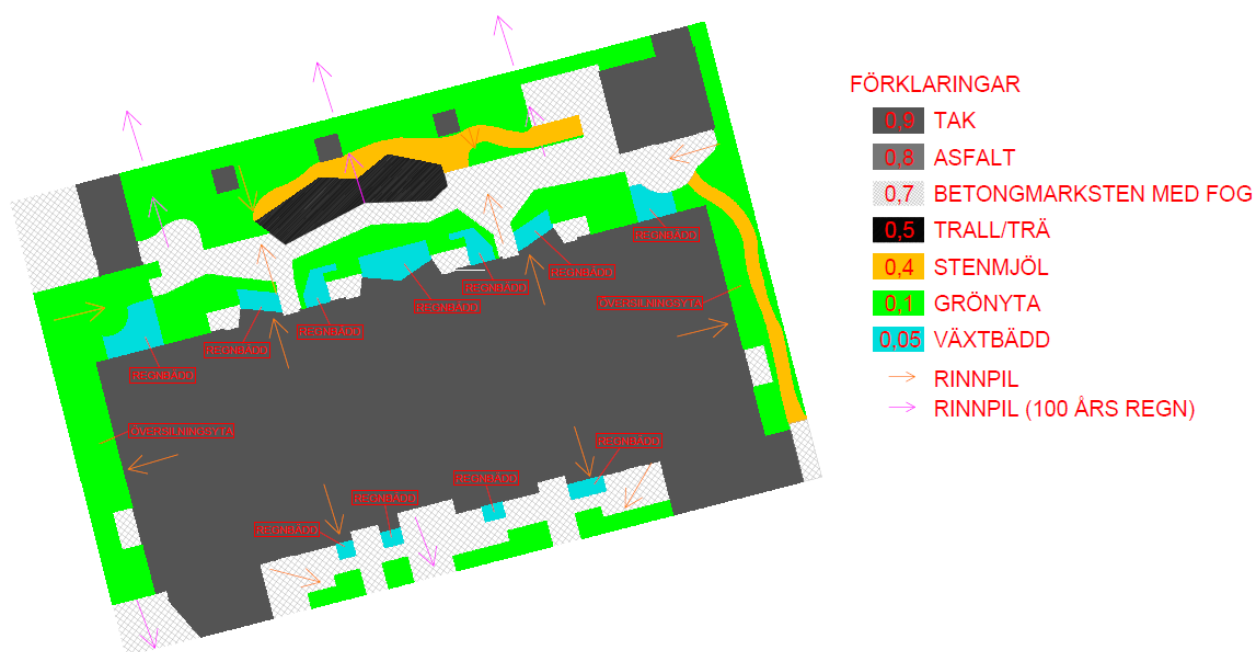 FÖRKLARINGAR
0,9 TAK
0,8 ASFALT
0,7 BETONGMARKSTEN MED FOG
0,5 TRALL/TRÄ
0,4 STENMJÖL
0,1 GRÖNYTA
0,05 VÄXTBÄDD
RINNPIL
RINNPIL (100 ÅRS REGN)
REGNBÄDD
REGNBÄDD
REGNBÄDD
REGNBÄDD
ÖVERSILNINGSYTA
REGNBÄDD
REGNBÄDD
REGNBÄDD
ÖVERSILNINGSYTA
REGNBÄDD
REGNBÄDD
REGNBÄDD
REGNBÄDD